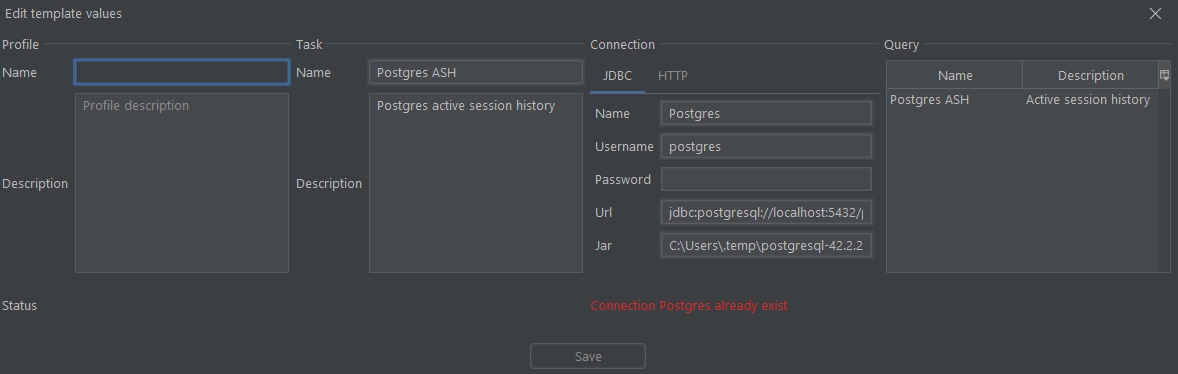 Edit template values
Profile
Name
Profile description
Description
Task
Name
Postgres ASH
Postgres active session history
Description
Connection
JDBC
HTTP
Name
Postgres
Username
postgres
Password
Url
jdbc:postgresql://localhost:5432/p
Jar
C:\Users\.temp\postgresql-42.2.2
Query
Name
Description
Postgres ASH
Active session history
Status
Connection Postgres already exist
Save